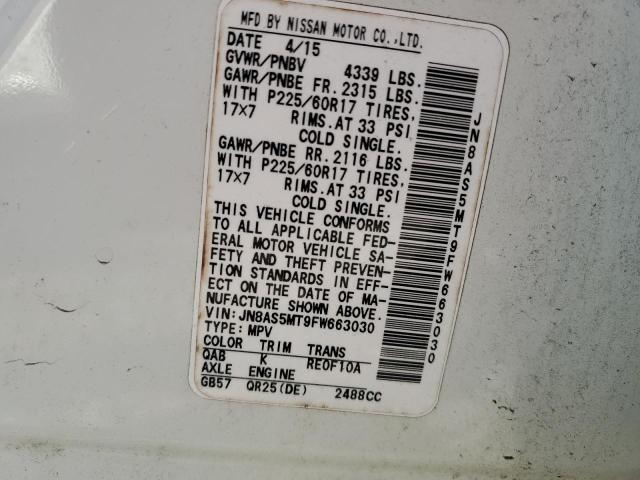 MFD BY NISSAN MOTOR CO.,LTD.
DATE 4/15
GVWR/PNBV 4339 LBS.
GAWR/PNBE FR. 2315 LBS.
WITH P225/60R17 TIRES,
17X7 RIMS.AT 33 PSI
COLD SINGLE.
GAWR/PNBE RR. 2116 LBS.
WITH P225/60R17 TIRES,
17X7 RIMS.AT 33 PSI
COLD SINGLE.
THIS VEHICLE CONFORMS
TO ALL APPLICABLE FED-
ERAL MOTOR VEHICLE SA-
FETY AND THEFT PREVEN-
TION STANDARDS IN EFF-
ECT ON THE DATE OF MA-
NUFACTURE SHOWN ABOVE.
VIN:JN8AS5MT9FW663030
TYPE: MPV
COLOR TRIM TRANS
QAB K RE0F10A
AXLE ENGINE
GB57 QR25(DE) 2488CC
JN8AS5MT9FW663030